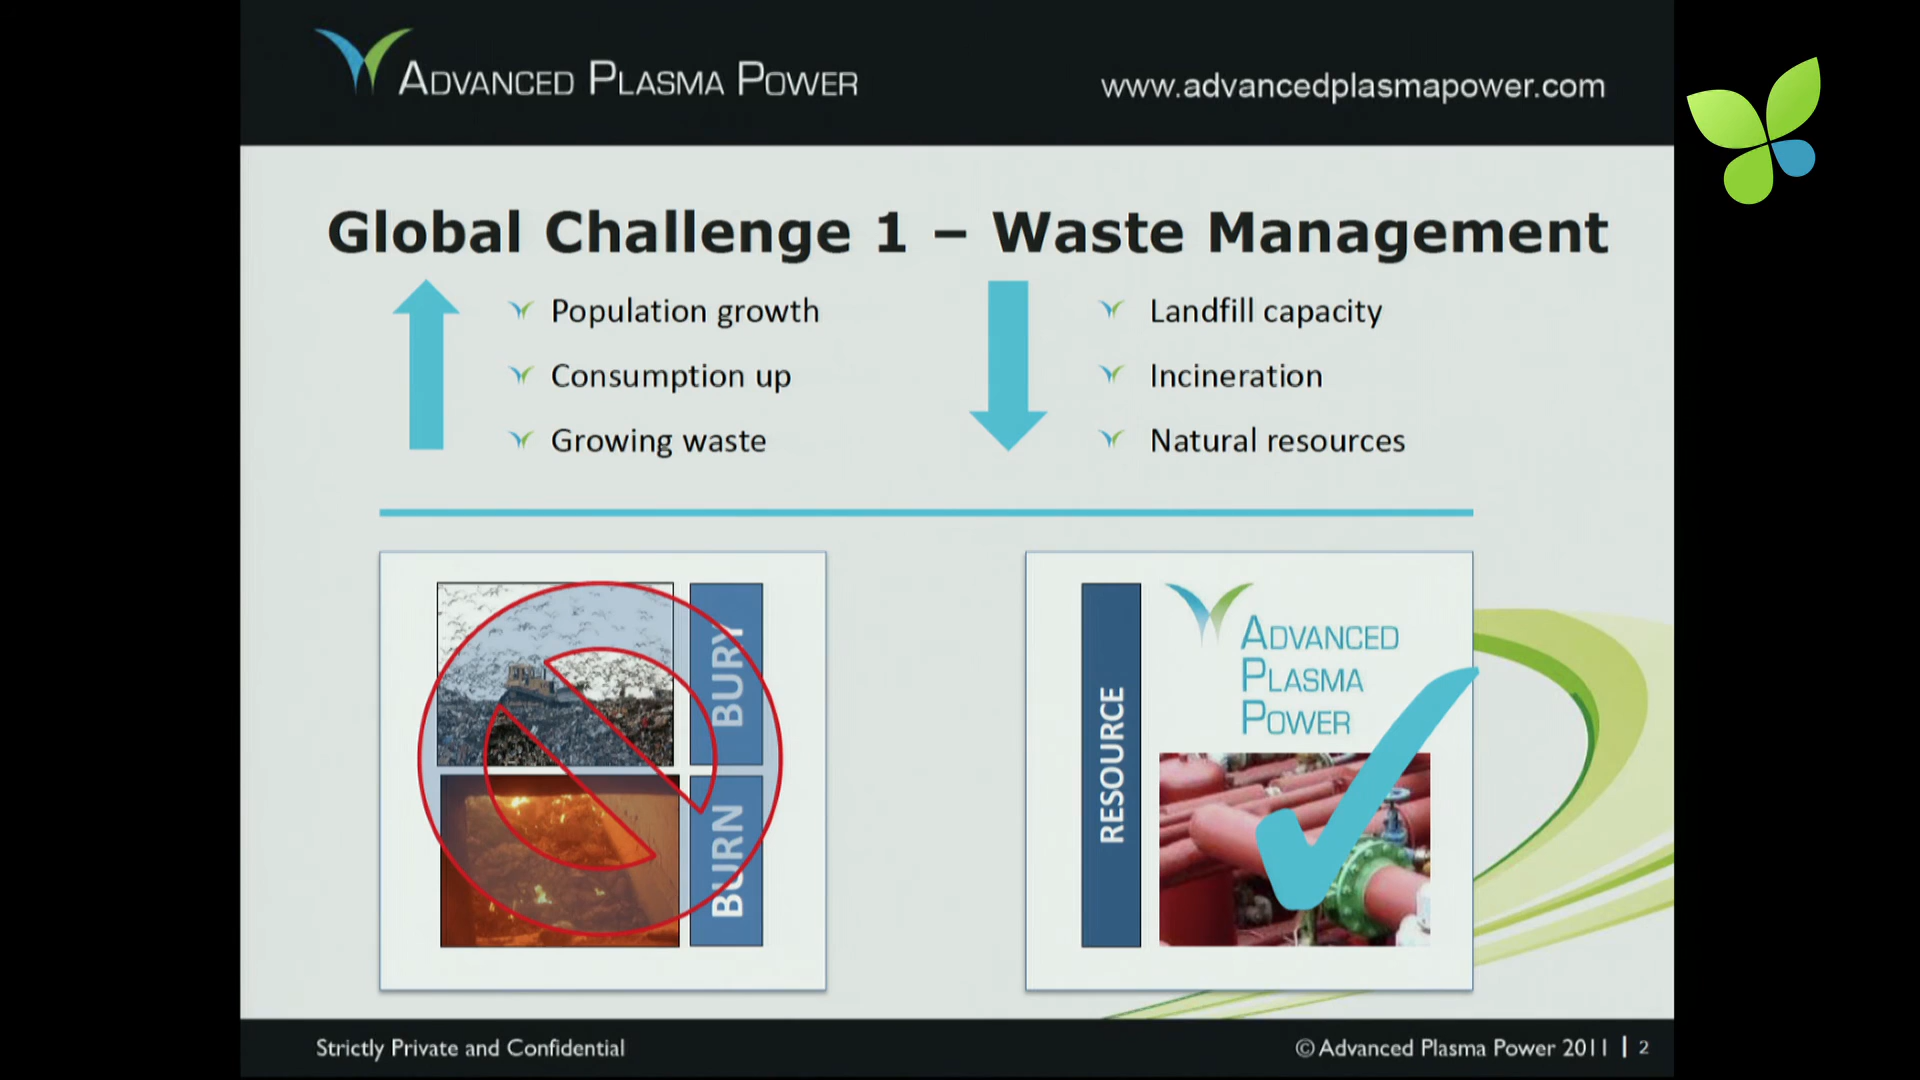 ADVANCED PLASMA POWER
www.advancedplasmapower.com
Global Challenge 1 – Waste Management
Population growth
Consumption up
Growing waste
Landfill capacity
Incineration
Natural resources
BURY
BURN
RESOURCE
ADVANCED
PLASMA
POWER
Strictly Private and Confidential
© Advanced Plasma Power 2011 | 2